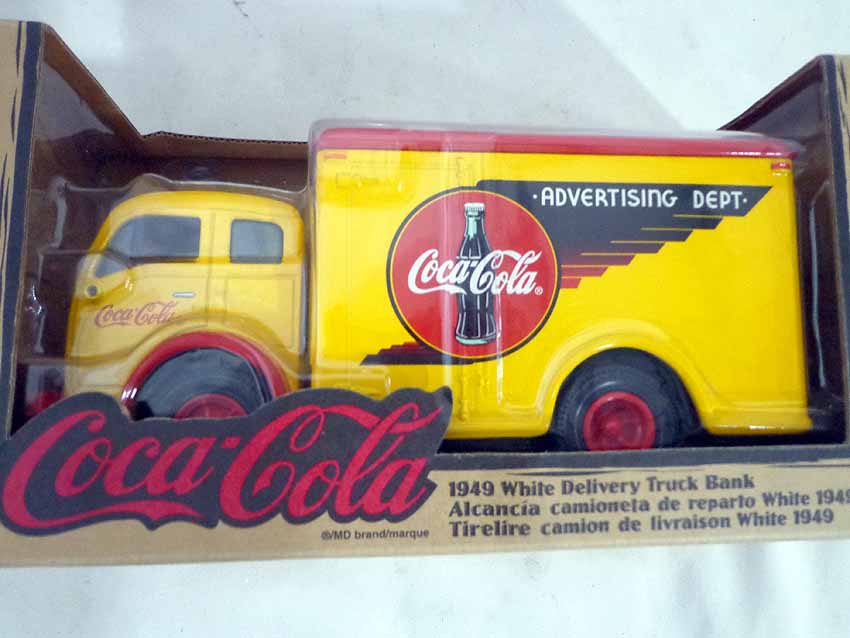 ·ADVERTISING DEPT·
Coca-Cola®
Coca-Cola
Coca-Cola
®/MD brand/marque
1949 White Delivery Truck Bank
Alcancía camioneta de reparto White 1949
Tirelire camion de livraison White 1949